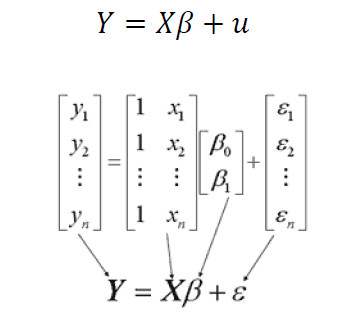 Y = Xβ + u
y₁ 1 x₁ ε₁
y₂ = 1 x₂ β₀ + ε₂
⋮ ⋮ ⋮ β₁ ⋮
yₙ 1 xₙ εₙ
Y = Xβ + ε